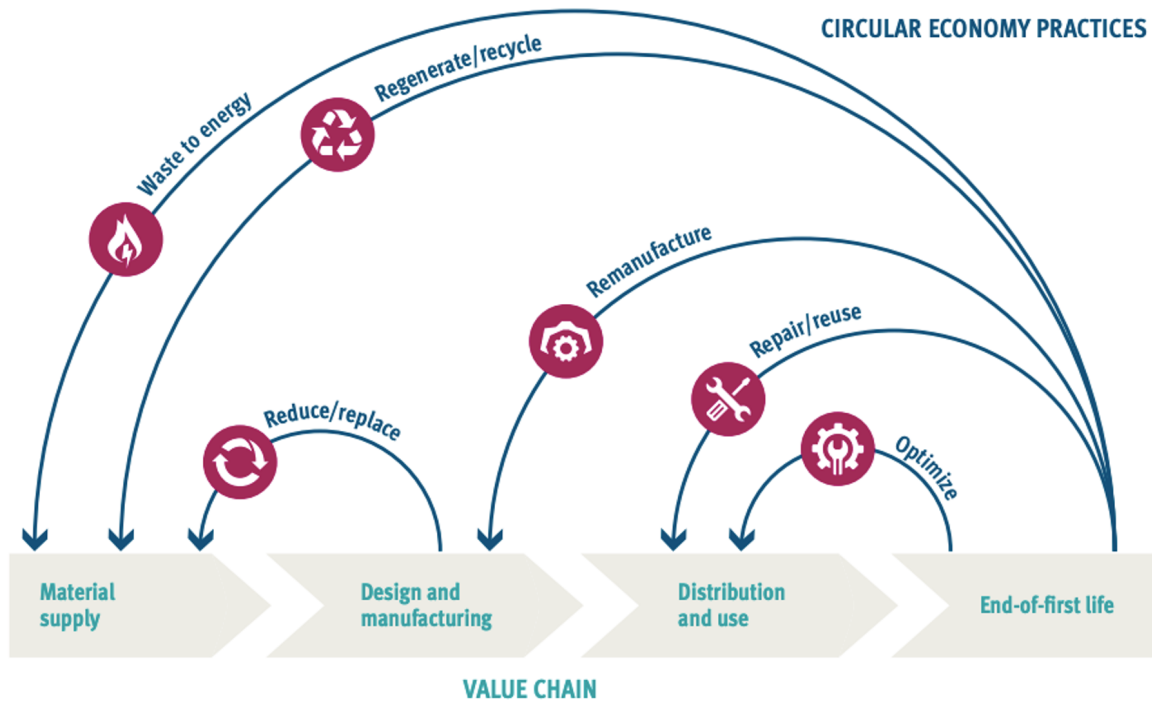 CIRCULAR ECONOMY PRACTICES
Waste to energy
Regenerate/recycle
Remanufacture
Repair/reuse
Reduce/replace
Optimize
Material
supply
Design and
manufacturing
Distribution
and use
End-of-first life
VALUE CHAIN